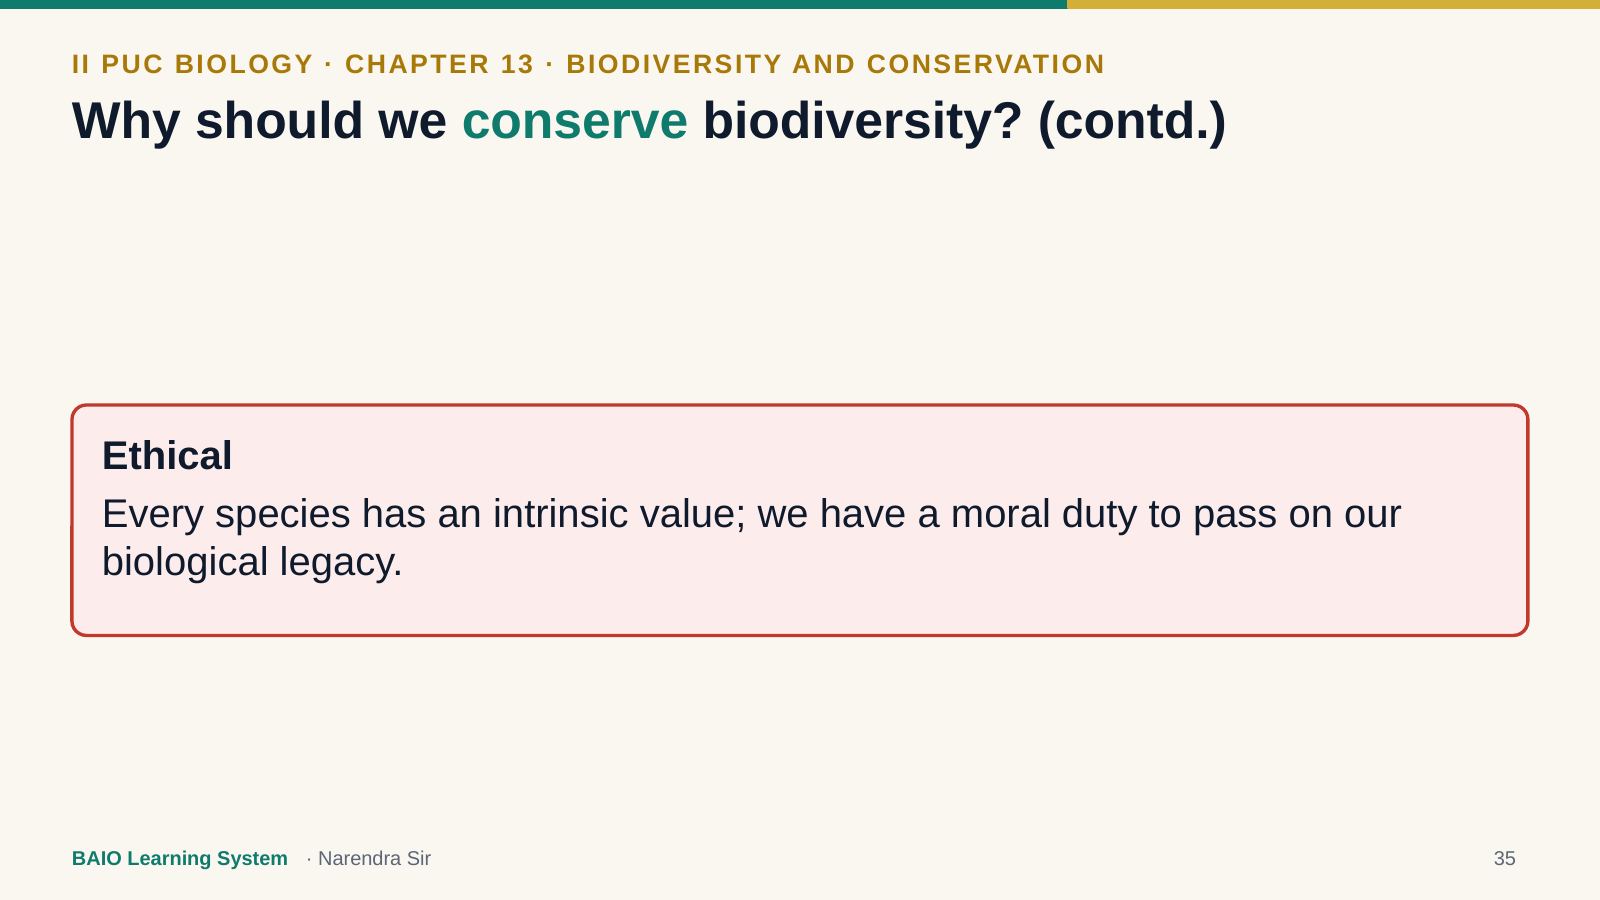 II PUC BIOLOGY · CHAPTER 13 · BIODIVERSITY AND CONSERVATION
Why should we conserve biodiversity? (contd.)
Ethical
Every species has an intrinsic value; we have a moral duty to pass on our
biological legacy.
BAIO Learning System · Narendra Sir
35